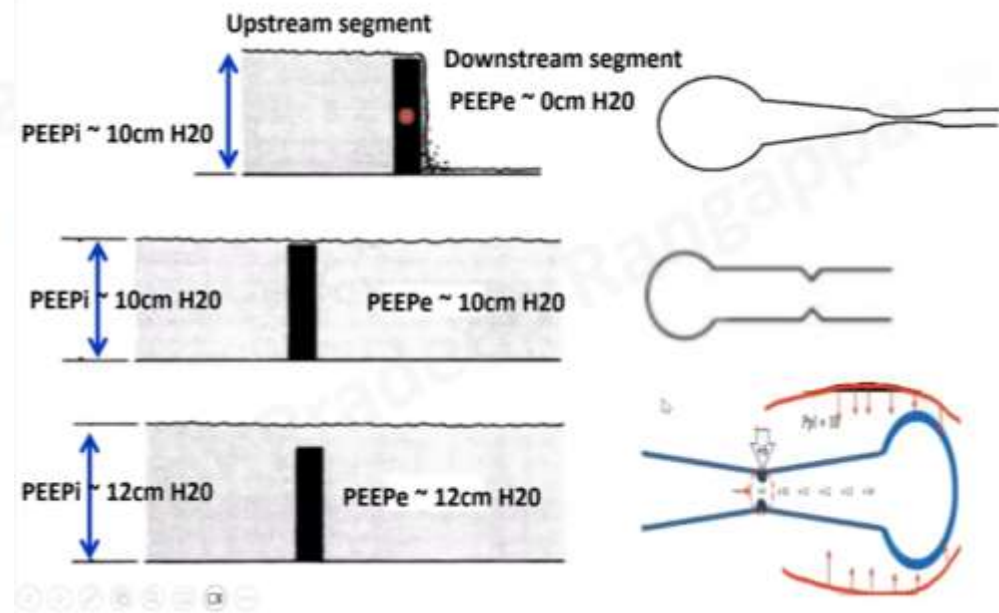 Upstream segment
Downstream segment
PEEPe ~ 0cm H20
PEEPi ~ 10cm H20
PEEPi ~ 10cm H20
PEEPe ~ 10cm H20
PEEPi ~ 12cm H20
PEEPe ~ 12cm H20